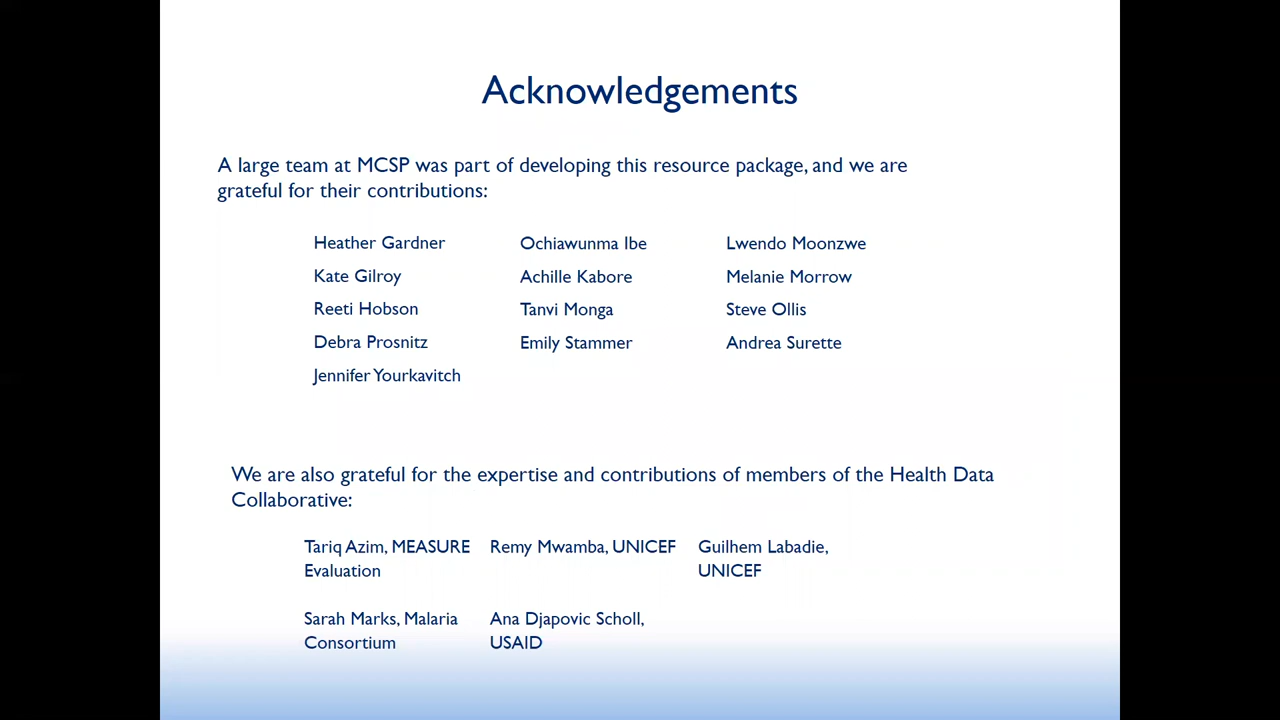 Acknowledgements
A large team at MCSP was part of developing this resource package, and we are
grateful for their contributions:
Heather Gardner Ochiawunma Ibe Lwendo Moonzwe
Kate Gilroy Achille Kabore Melanie Morrow
Reeti Hobson Tanvi Monga Steve Ollis
Debra Prosnitz Emily Stammer Andrea Surette
Jennifer Yourkavitch
We are also grateful for the expertise and contributions of members of the Health Data
Collaborative:
Tariq Azim, MEASURE Remy Mwamba, UNICEF Guilhem Labadie,
Evaluation UNICEF
Sarah Marks, Malaria Ana Djapovic Scholl,
Consortium USAID